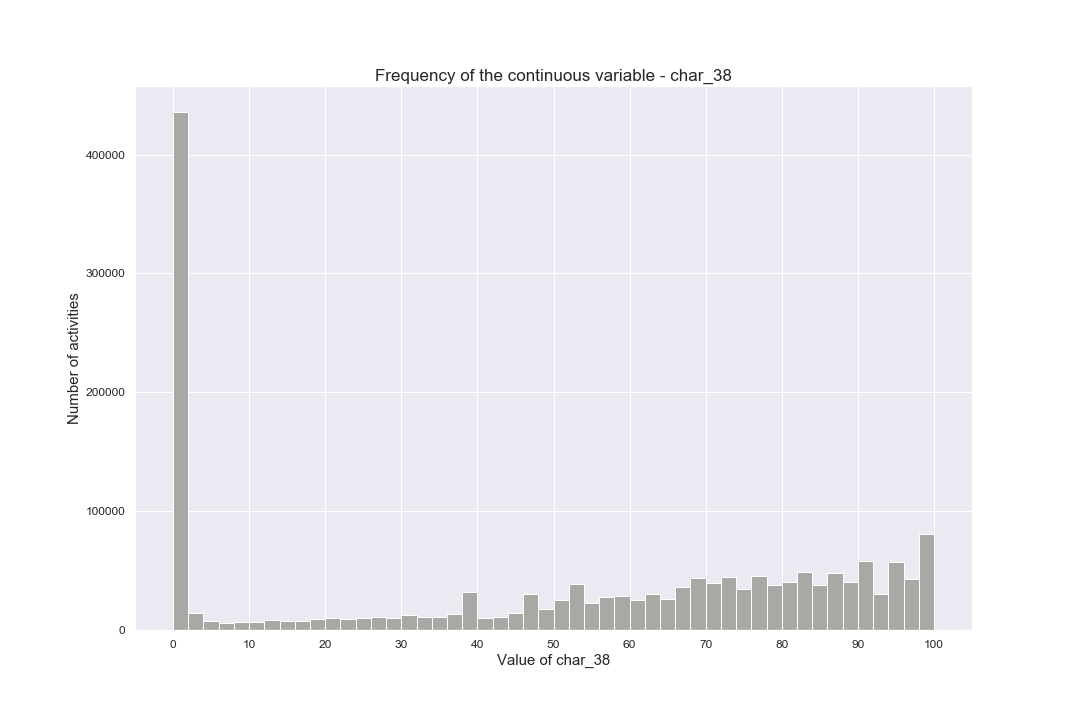 Frequency of the continuous variable - char_38
Number of activities
400000
300000
200000
100000
0
0 10 20 30 40 50 60 70 80 90 100
Value of char_38